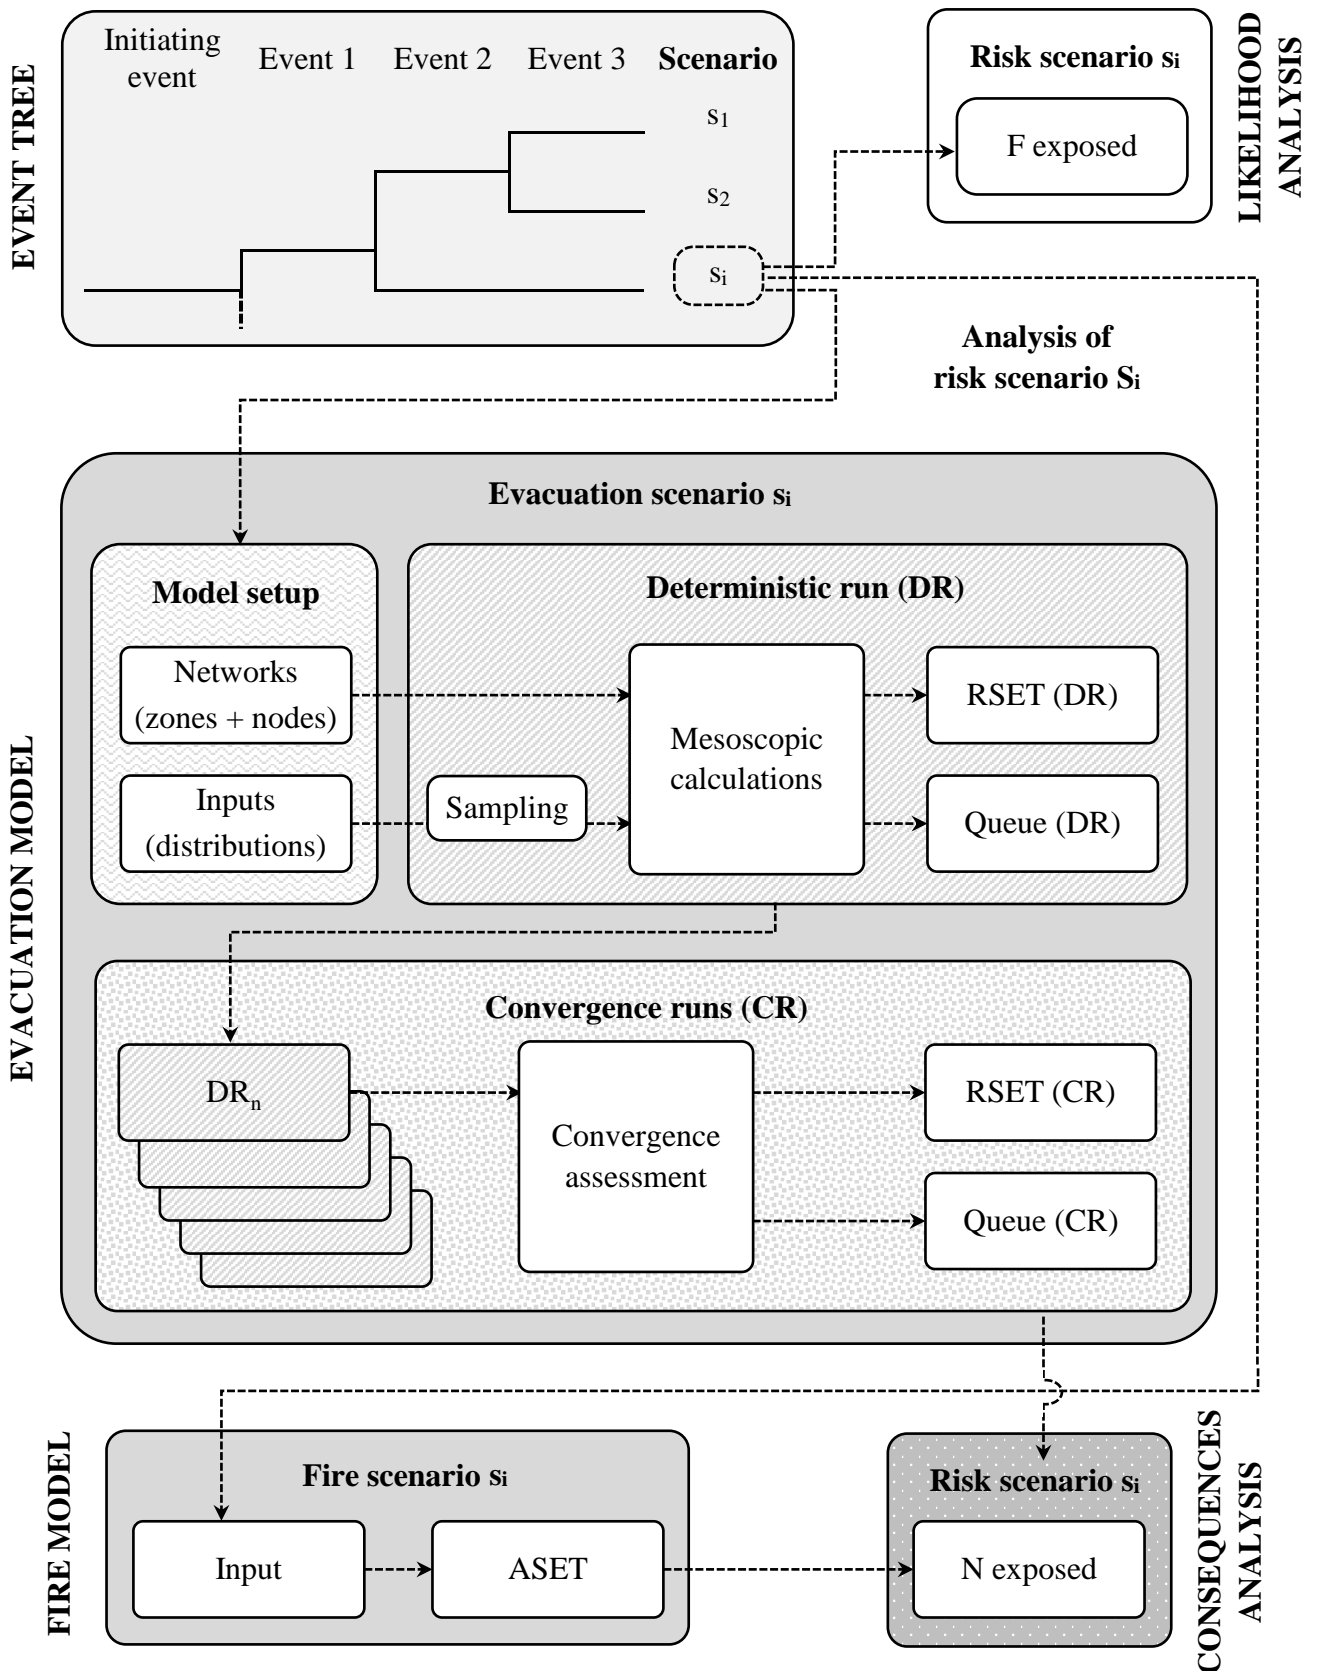 EVENT TREE
Initiating
event
Event 1
Event 2
Event 3
Scenario
s1
s2
si
Risk scenario si
F exposed
LIKELIHOOD
ANALYSIS
Analysis of
risk scenario Si
EVACUATION MODEL
Evacuation scenario si
Model setup
Networks
(zones + nodes)
Inputs
(distributions)
Deterministic run (DR)
Sampling
Mesoscopic
calculations
RSET (DR)
Queue (DR)
Convergence runs (CR)
DRn
Convergence
assessment
RSET (CR)
Queue (CR)
FIRE MODEL
Fire scenario si
Input
ASET
Risk scenario si
N exposed
CONSEQUENCES
ANALYSIS